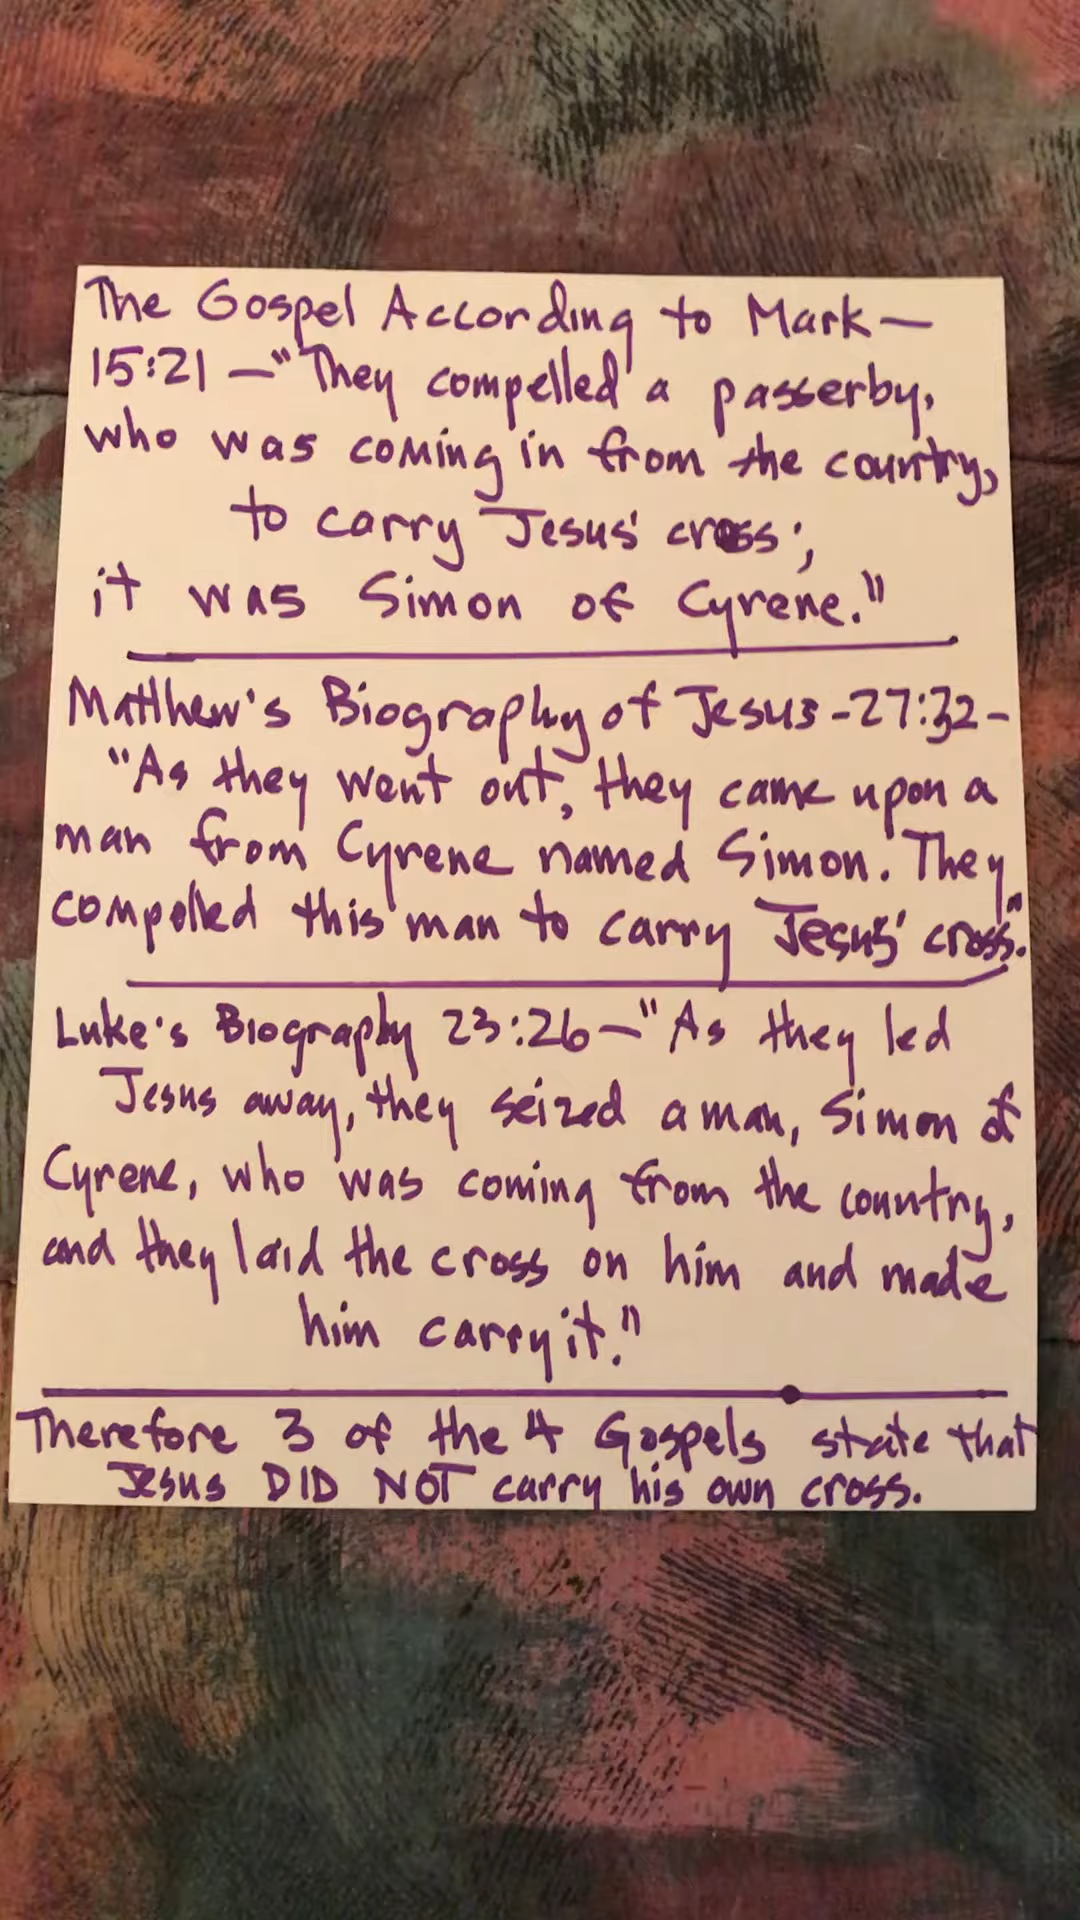 The Gospel According to Mark—
15:21 —"They compelled a passerby,
who was coming in from the country,
to carry Jesus' cross;
it was Simon of Cyrene."
Matthew's Biography of Jesus -27:32-
"As they went out, they came upon a
man from Cyrene named Simon. They
compelled this man to carry Jesus' cross."
Luke's Biography 23:26 —"As they led
Jesus away, they seized a man, Simon of
Cyrene, who was coming from the country,
and they laid the cross on him and made
him carry it."
Therefore 3 of the 4 Gospels state that
Jesus DID NOT carry his own cross.